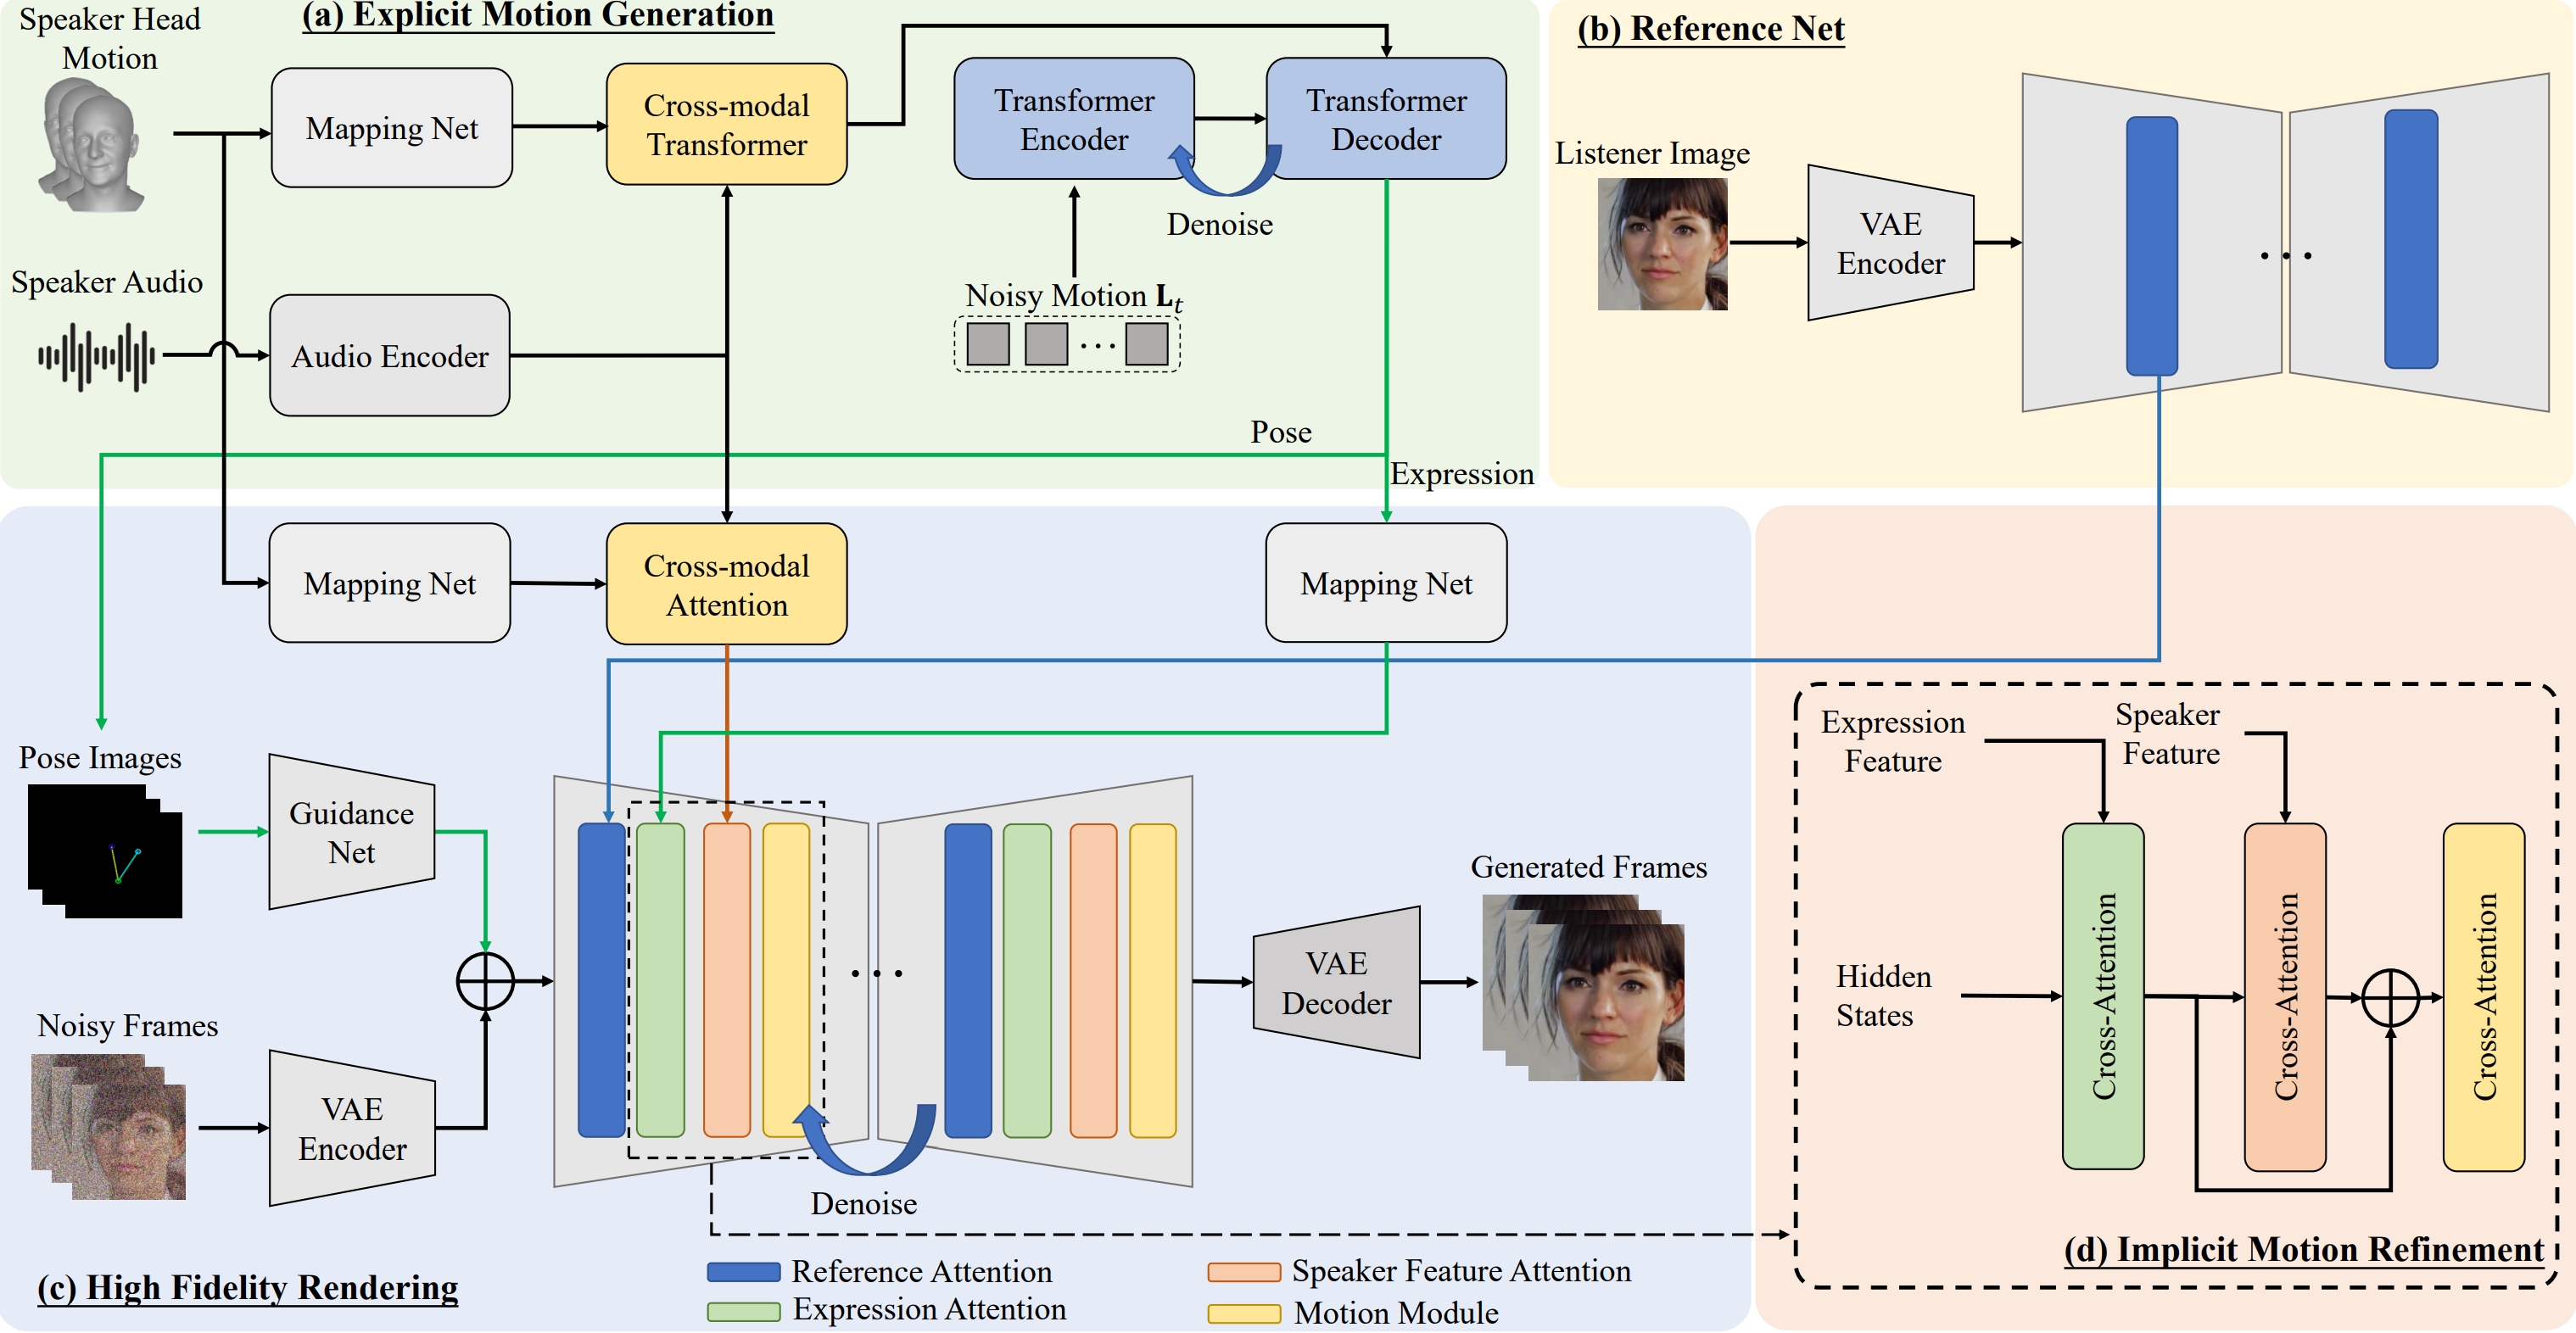 (a) Explicit Motion Generation
Speaker Head
Motion
Mapping Net
Cross-modal
Transformer
Transformer
Encoder
Transformer
Decoder
Denoise
Speaker Audio
Audio Encoder
Noisy Motion Lₜ
Pose
Expression
(b) Reference Net
Listener Image
VAE
Encoder
Mapping Net
Cross-modal
Attention
Mapping Net
Pose Images
Guidance
Net
Noisy Frames
VAE
Encoder
Denoise
VAE
Decoder
Generated Frames
Reference Attention
Expression Attention
Speaker Feature Attention
Motion Module
(c) High Fidelity Rendering
Expression
Feature
Speaker
Feature
Hidden
States
Cross-Attention
Cross-Attention
Cross-Attention
(d) Implicit Motion Refinement